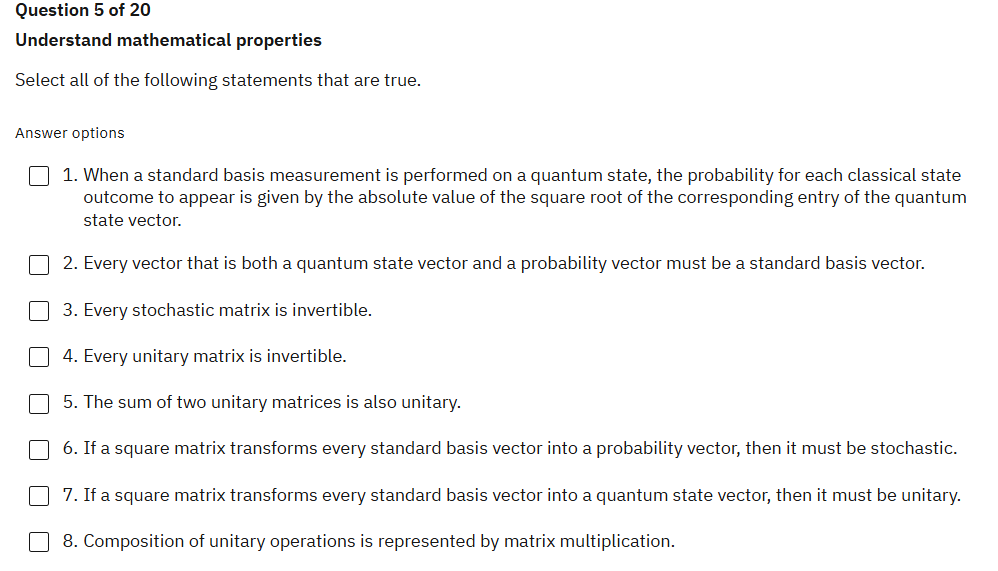 Question 5 of 20
Understand mathematical properties
Select all of the following statements that are true.
Answer options
1. When a standard basis measurement is performed on a quantum state, the probability for each classical state
outcome to appear is given by the absolute value of the square root of the corresponding entry of the quantum
state vector.
2. Every vector that is both a quantum state vector and a probability vector must be a standard basis vector.
3. Every stochastic matrix is invertible.
4. Every unitary matrix is invertible.
5. The sum of two unitary matrices is also unitary.
6. If a square matrix transforms every standard basis vector into a probability vector, then it must be stochastic.
7. If a square matrix transforms every standard basis vector into a quantum state vector, then it must be unitary.
8. Composition of unitary operations is represented by matrix multiplication.